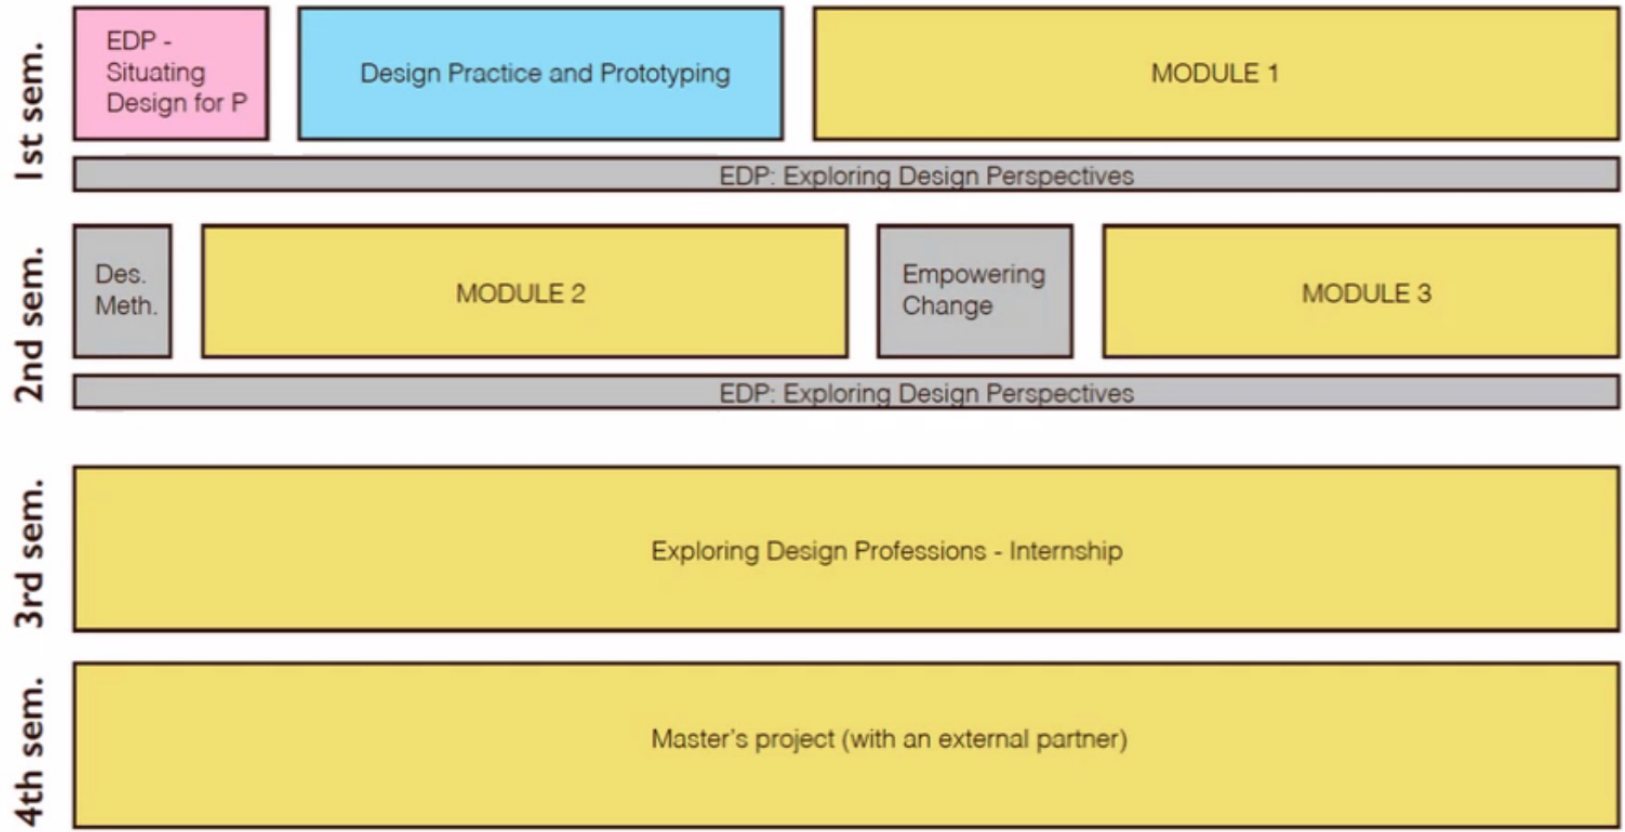 1st sem.
EDP -
Situating
Design for P
Design Practice and Prototyping
MODULE 1
EDP: Exploring Design Perspectives
2nd sem.
Des.
Meth.
MODULE 2
Empowering
Change
MODULE 3
EDP: Exploring Design Perspectives
3rd sem.
Exploring Design Professions - Internship
4th sem.
Master's project (with an external partner)